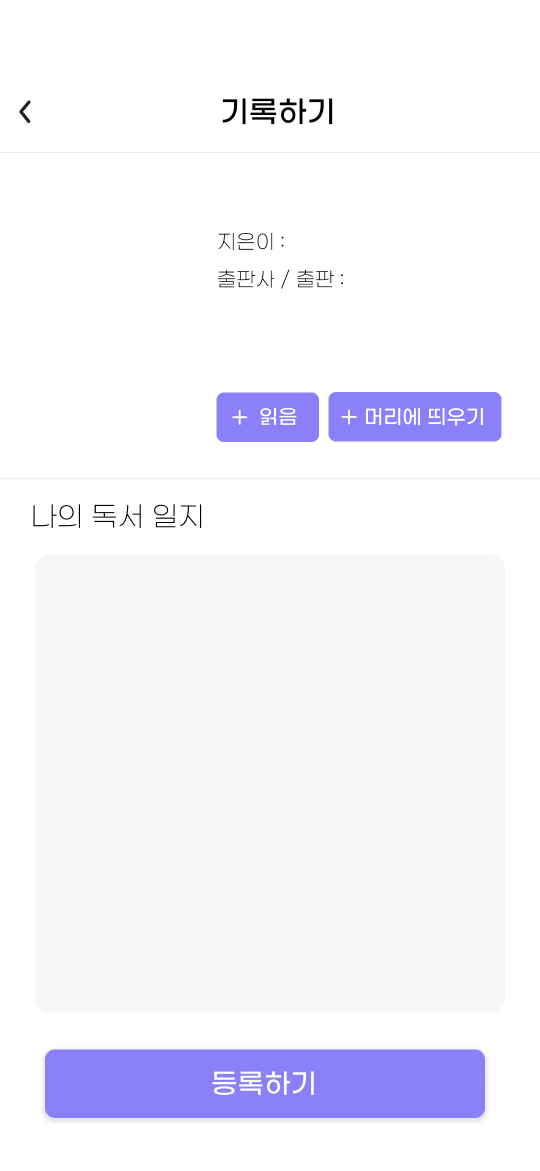 기록하기
지은이 :
출판사 / 출판 :
+ 읽음
+ 머리에 띄우기
나의 독서 일지
등록하기